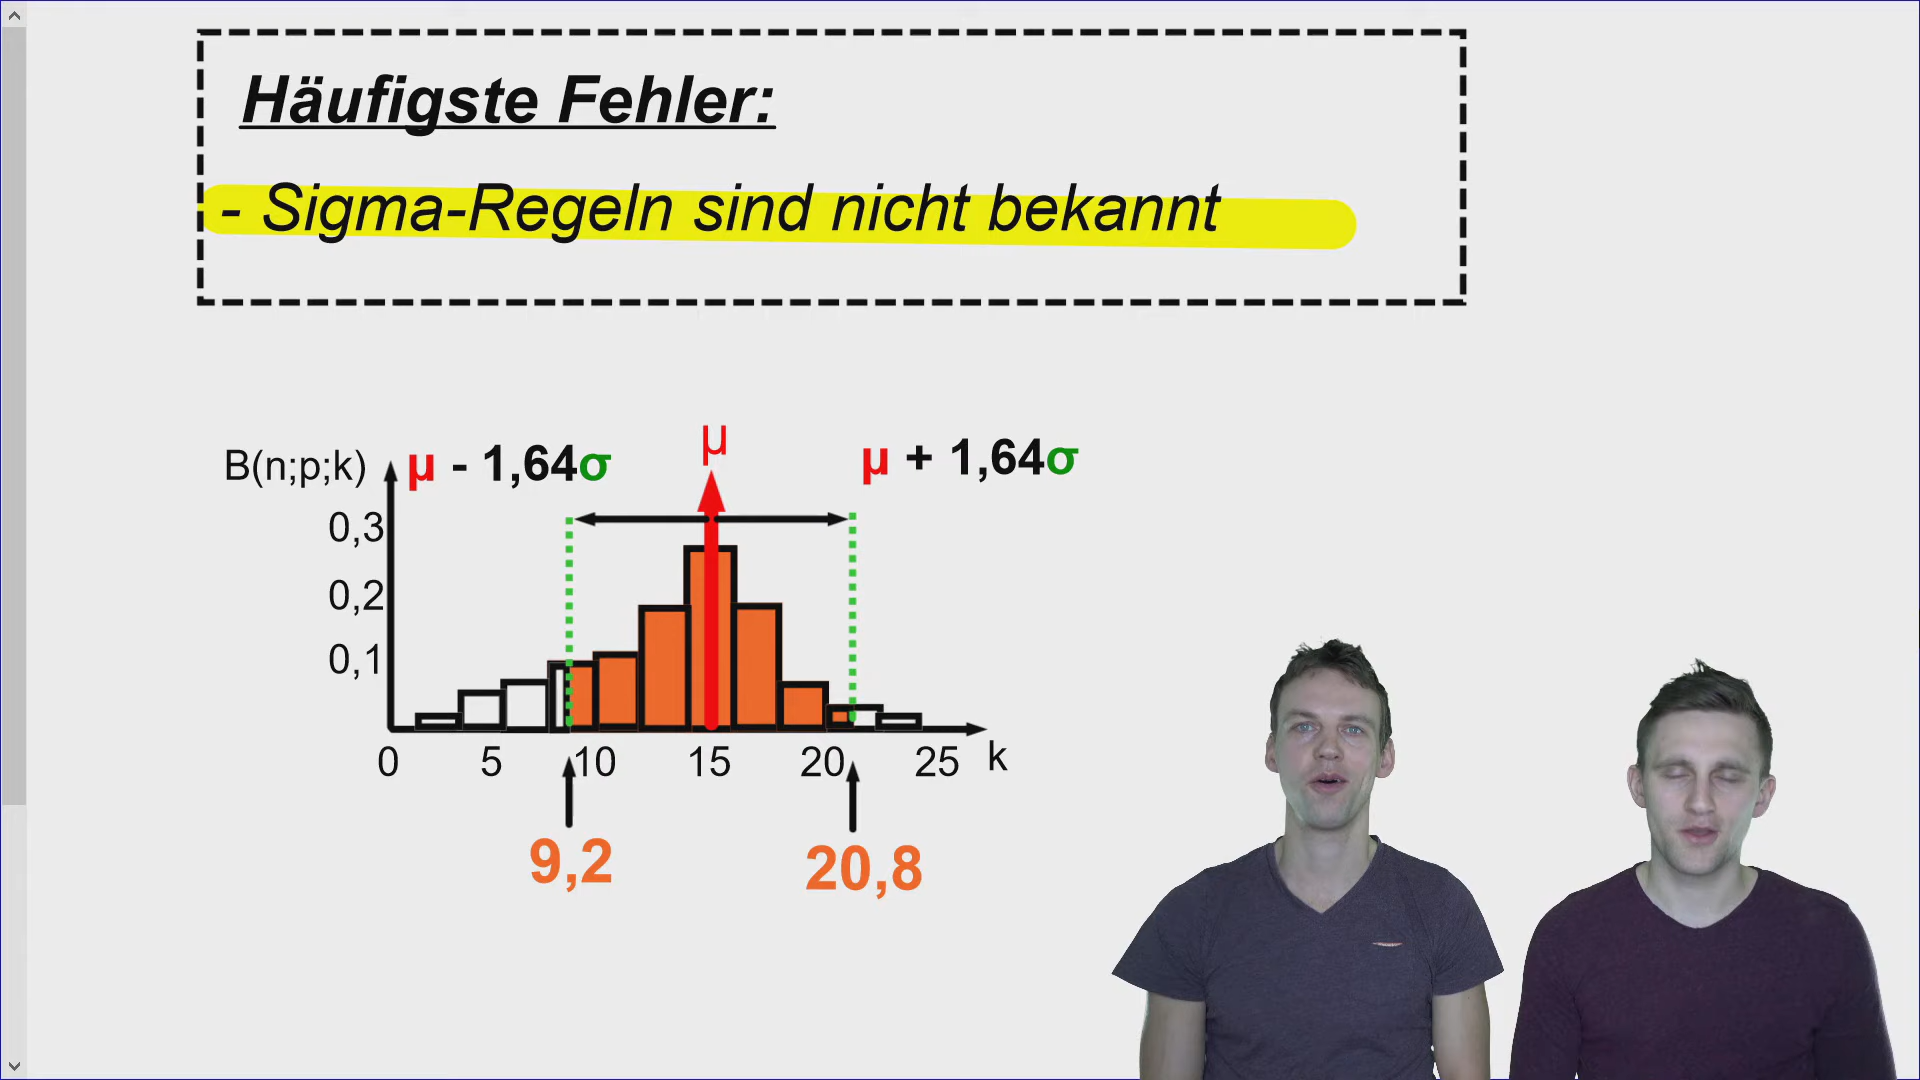 Häufigste Fehler:
- Sigma-Regeln sind nicht bekannt
μ
B(n;p;k) μ - 1,64σ μ + 1,64σ
0,3
0,2
0,1
0 5 10 15 20 25 k
9,2 20,8